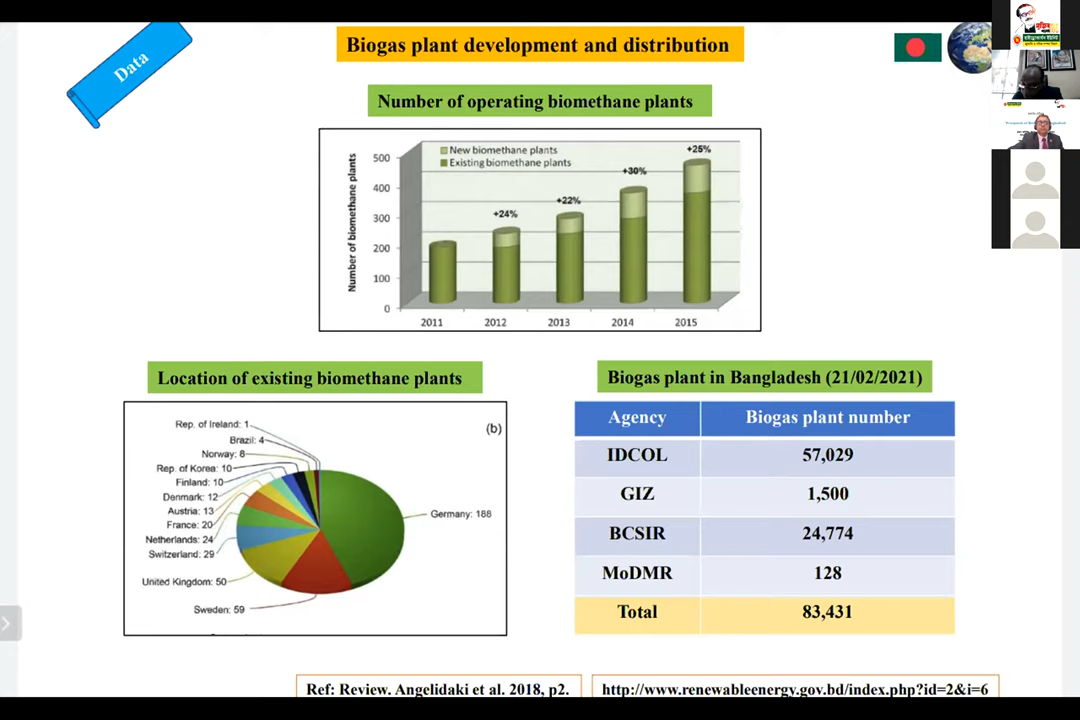 Data
Biogas plant development and distribution
Number of operating biomethane plants
New biomethane plants
Existing biomethane plants
Number of biomethane plants
500
400
300
200
100
0
+24%
+22%
+30%
+25%
2011 2012 2013 2014 2015
Location of existing biomethane plants
(b)
Rep. of Ireland: 1
Brazil: 4
Norway: 8
Rep. of Korea: 10
Finland: 10
Denmark: 12
Austria: 13
France: 20
Netherlands: 24
Switzerland: 29
United Kingdom: 50
Sweden: 59
Germany: 188
Biogas plant in Bangladesh (21/02/2021)
Agency Biogas plant number
IDCOL 57,029
GIZ 1,500
BCSIR 24,774
MoDMR 128
Total 83,431
Ref: Review. Angelidaki et al. 2018, p2.
http://www.renewableenergy.gov.bd/index.php?id=2&i=6